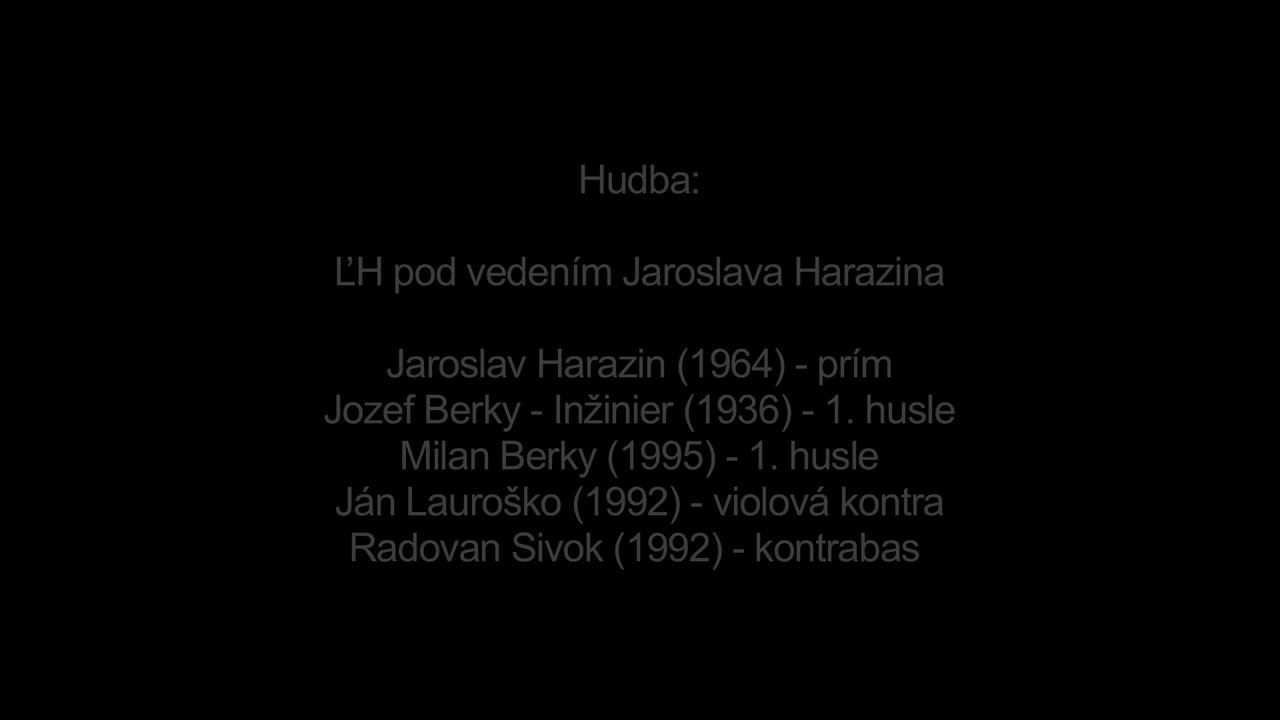 Hudba:
ĽH pod vedením Jaroslava Harazina
Jaroslav Harazin (1964) - prím
Jozef Berky - Inžinier (1936) - 1. husle
Milan Berky (1995) - 1. husle
Ján Lauroško (1992) - violová kontra
Radovan Sivok (1992) - kontrabas